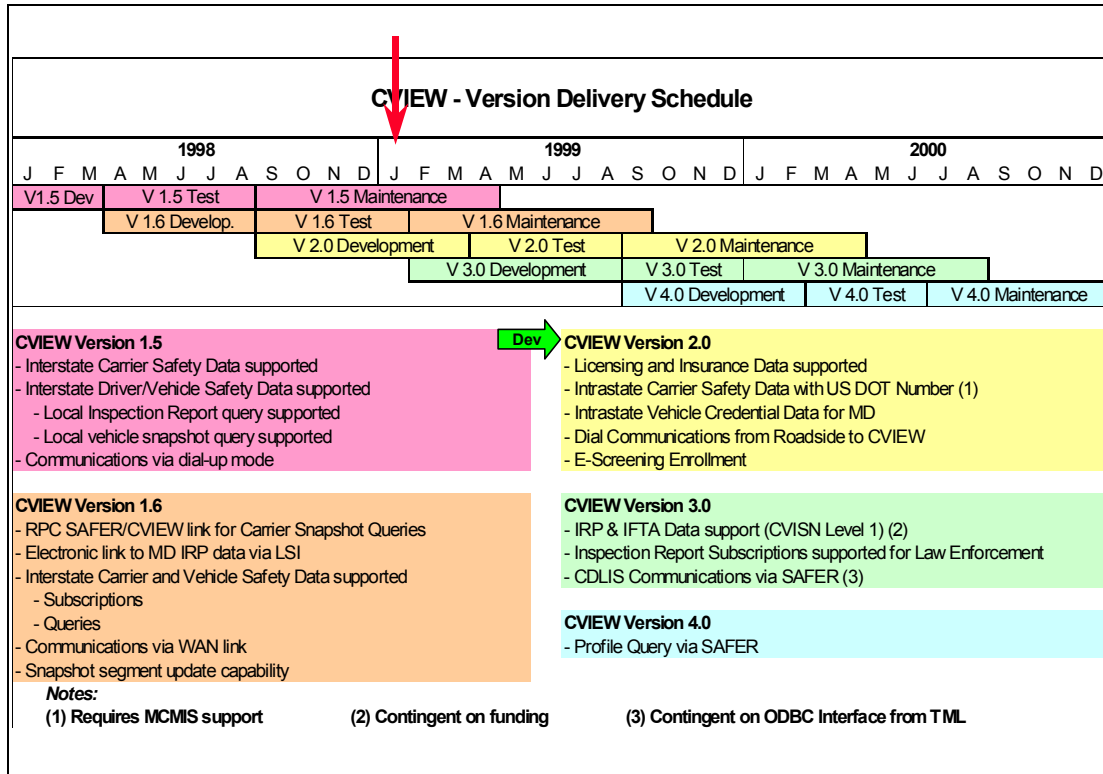 CVIEW - Version Delivery Schedule
1998 1999 2000
J F M A M J J A S O N D J F M A M J J A S O N D J F M A M J J A S O N D
V1.5 Dev V 1.5 Test V 1.5 Maintenance
V 1.6 Develop. V 1.6 Test V 1.6 Maintenance
V 2.0 Development V 2.0 Test V 2.0 Maintenance
V 3.0 Development V 3.0 Test V 3.0 Maintenance
V 4.0 Development V 4.0 Test V 4.0 Maintenance
CVIEW Version 1.5
- Interstate Carrier Safety Data supported
- Interstate Driver/Vehicle Safety Data supported
- Local Inspection Report query supported
- Local vehicle snapshot query supported
- Communications via dial-up mode
Dev
CVIEW Version 2.0
- Licensing and Insurance Data supported
- Intrastate Carrier Safety Data with US DOT Number (1)
- Intrastate Vehicle Credential Data for MD
- Dial Communications from Roadside to CVIEW
- E-Screening Enrollment
CVIEW Version 1.6
- RPC SAFER/CVIEW link for Carrier Snapshot Queries
- Electronic link to MD IRP data via LSI
- Interstate Carrier and Vehicle Safety Data supported
- Subscriptions
- Queries
- Communications via WAN link
- Snapshot segment update capability
CVIEW Version 3.0
- IRP & IFTA Data support (CVISN Level 1) (2)
- Inspection Report Subscriptions supported for Law Enforcement
- CDLIS Communications via SAFER (3)
CVIEW Version 4.0
- Profile Query via SAFER
Notes:
(1) Requires MCMIS support (2) Contingent on funding (3) Contingent on ODBC Interface from TML